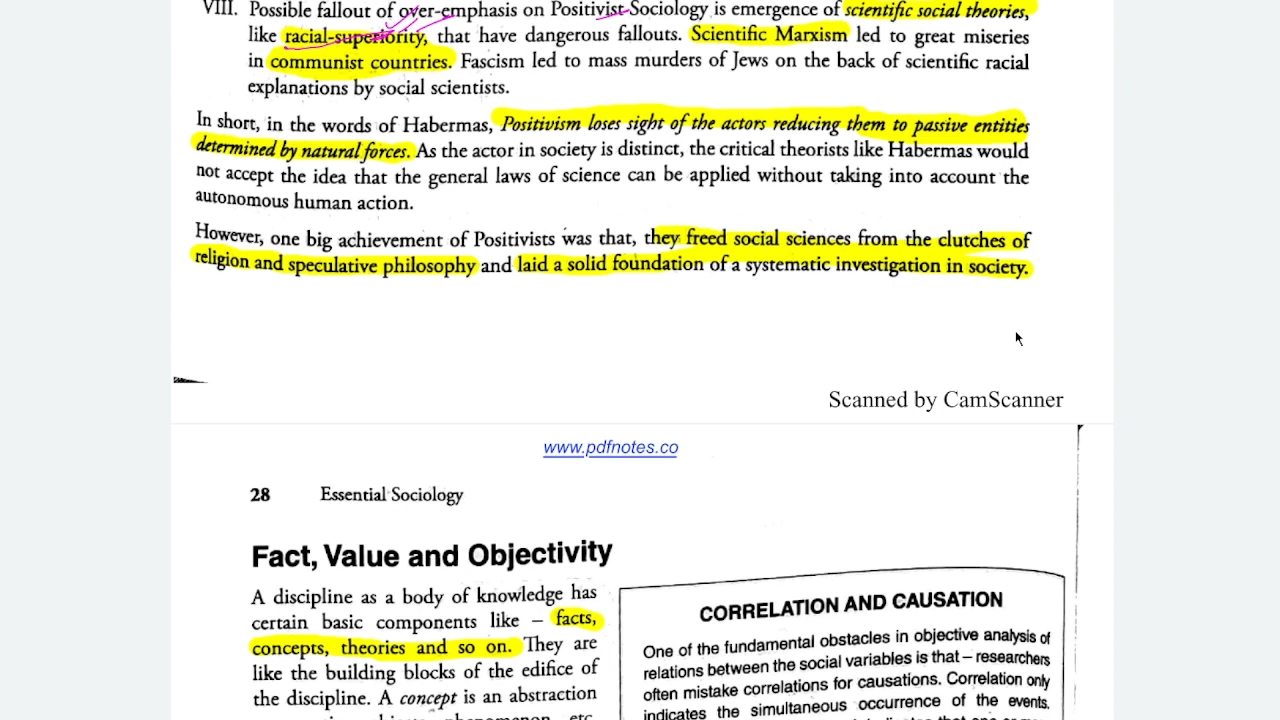 VIII. Possible fallout of over-emphasis on Positivist Sociology is emergence of scientific social theories,
like racial-superiority, that have dangerous fallouts. Scientific Marxism led to great miseries
in communist countries. Fascism led to mass murders of Jews on the back of scientific racial
explanations by social scientists.
In short, in the words of Habermas, Positivism loses sight of the actors reducing them to passive entities
determined by natural forces. As the actor in society is distinct, the critical theorists like Habermas would
not accept the idea that the general laws of science can be applied without taking into account the
autonomous human action.
However, one big achievement of Positivists was that, they freed social sciences from the clutches of
religion and speculative philosophy and laid a solid foundation of a systematic investigation in society.
Scanned by CamScanner
www.pdfnotes.co
28 Essential Sociology
Fact, Value and Objectivity
A discipline as a body of knowledge has
certain basic components like – facts,
concepts, theories and so on. They are
like the building blocks of the edifice of
the discipline. A concept is an abstraction
CORRELATION AND CAUSATION
One of the fundamental obstacles in objective analysis of
relations between the social variables is that – researchers
often mistake correlations for causations. Correlation only
indicates the simultaneous occurrence of the events.